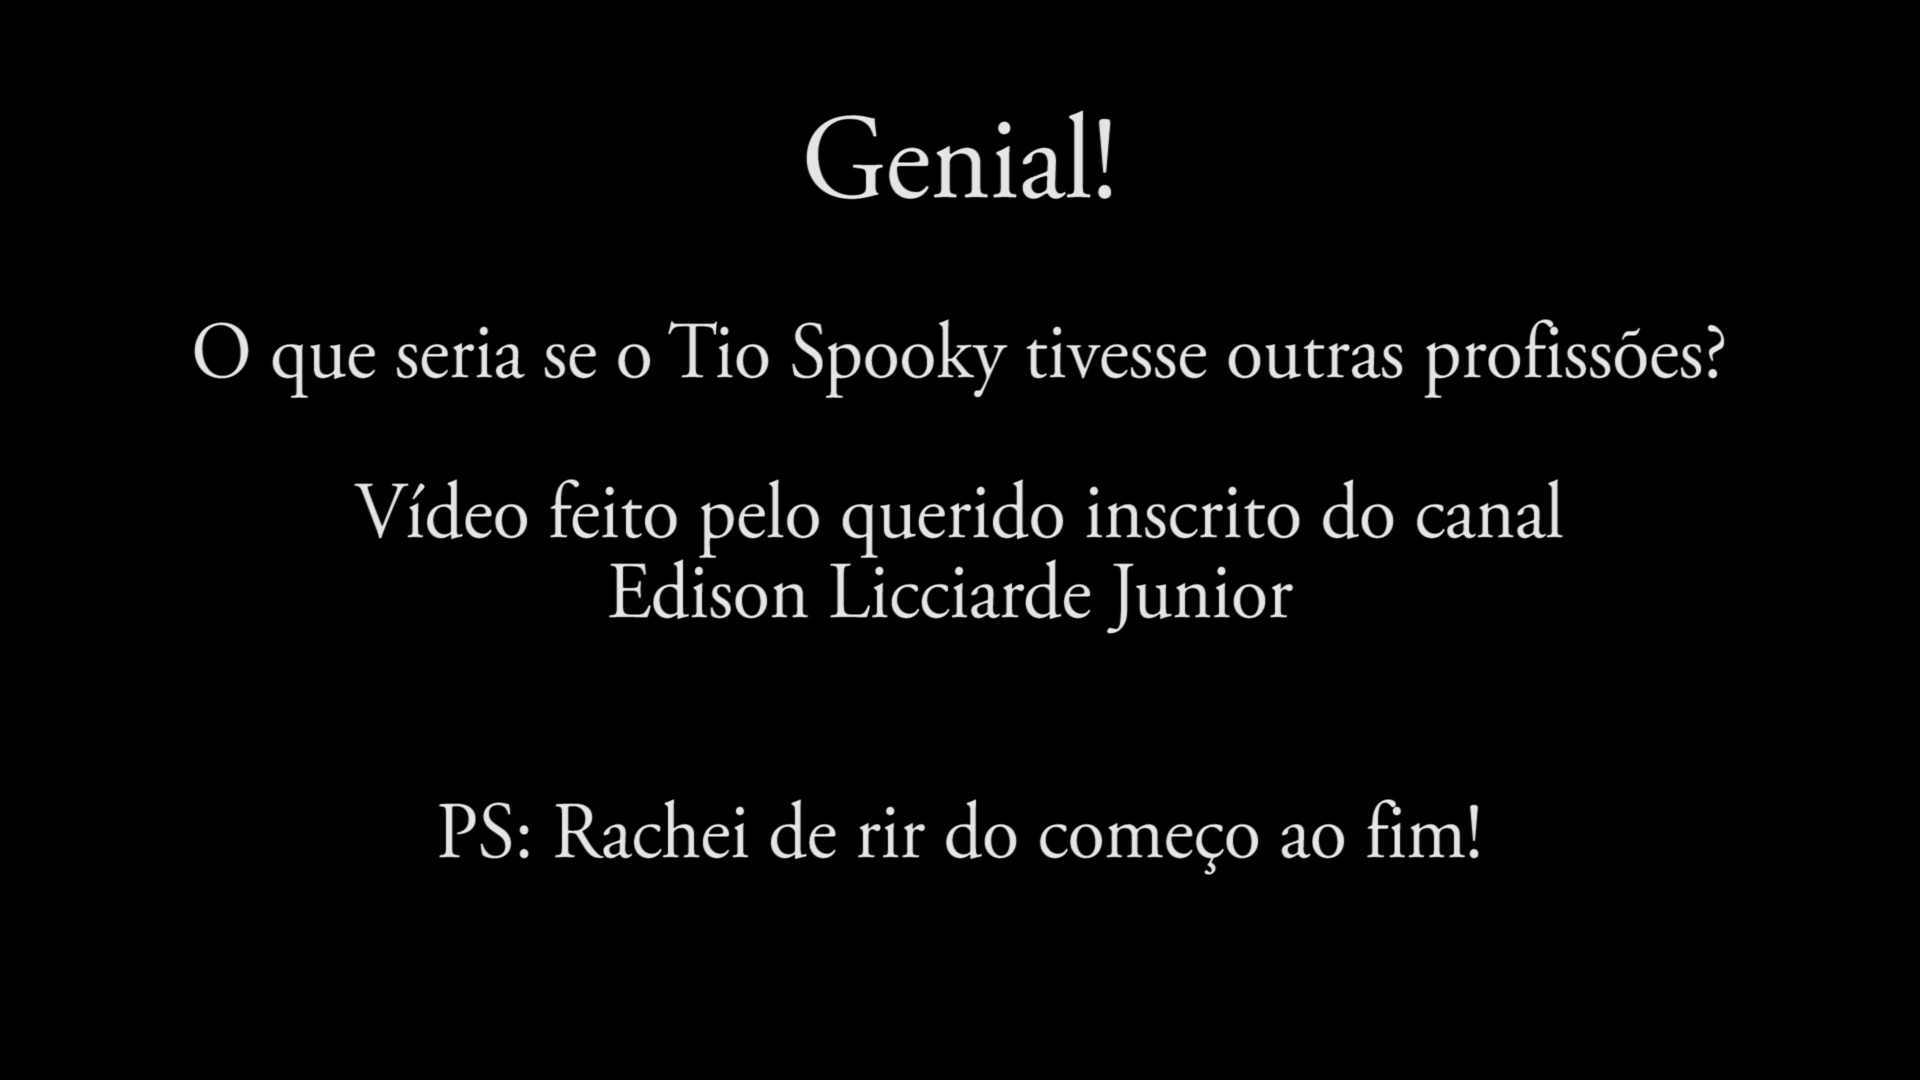 Genial!
O que seria se o Tio Spooky tivesse outras profissões?
Vídeo feito pelo querido inscrito do canal
Edison Licciarde Junior
PS: Rachei de rir do começo ao fim!